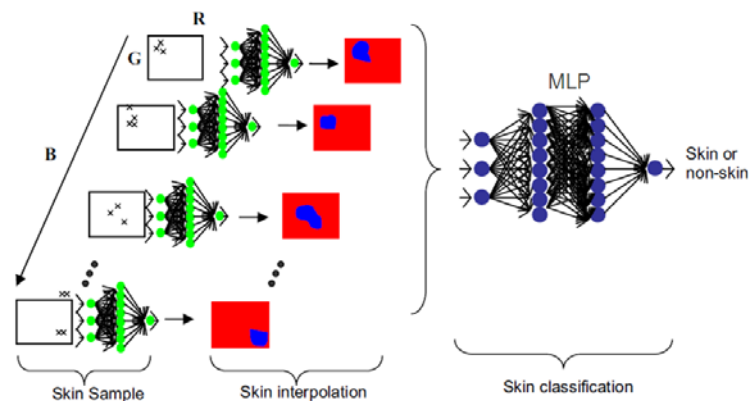 R
G
B
MLP
Skin or
non-skin
Skin Sample
Skin interpolation
Skin classification